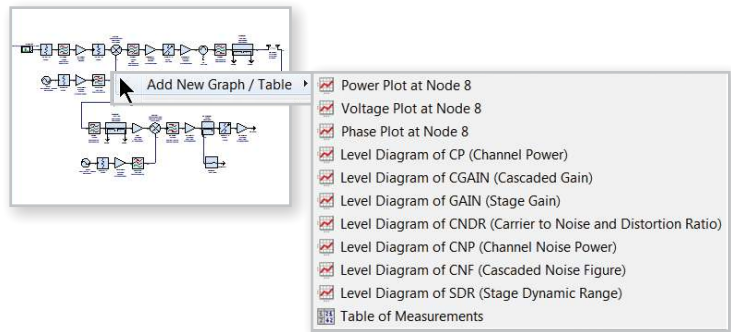 Add New Graph / Table
Power Plot at Node 8
Voltage Plot at Node 8
Phase Plot at Node 8
Level Diagram of CP (Channel Power)
Level Diagram of CGAIN (Cascaded Gain)
Level Diagram of GAIN (Stage Gain)
Level Diagram of CNDR (Carrier to Noise and Distortion Ratio)
Level Diagram of CNP (Channel Noise Power)
Level Diagram of CNF (Cascaded Noise Figure)
Level Diagram of SDR (Stage Dynamic Range)
Table of Measurements